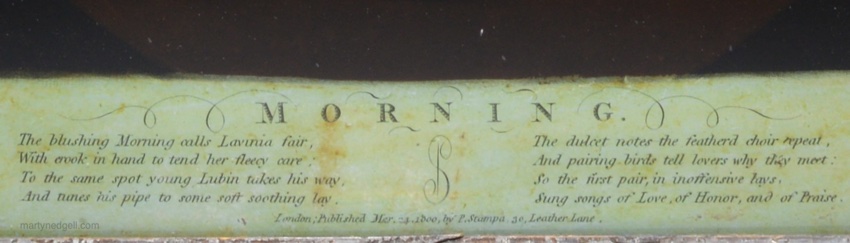 MORNING.
The blushing Morning calls Lavinia fair,
With crook in hand to tend her fleecy care;
To the same spot young Lubin takes his way,
And tunes his pipe to some soft soothing lay.
The dulcet notes the featherd choir repeat,
And pairing birds tell lovers why they meet:
So the first pair, in inoffensive lays,
Sung songs of Love, of Honor, and of Praise.
London; Published Mer. 24. 1800, by P. Stampa 30, Leather Lane.
martynedgell.com